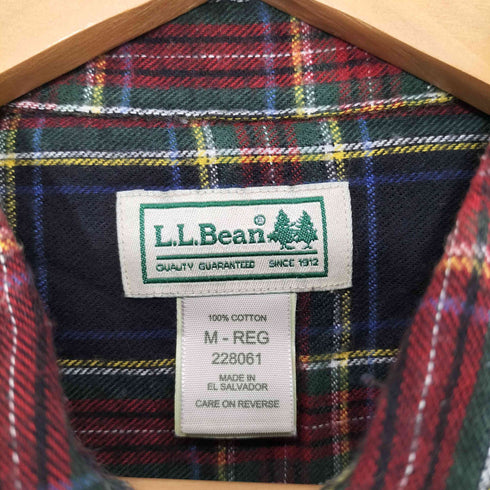 L.L.Bean®
QUALITY GUARANTEED SINCE 1912
100% COTTON
M - REG
228061
MADE IN
EL SALVADOR
CARE ON REVERSE